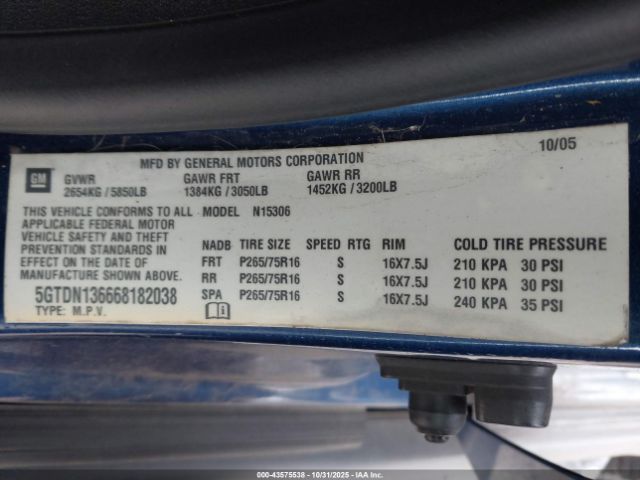 10/05
MFD BY GENERAL MOTORS CORPORATION
GM
GVWR GAWR FRT GAWR RR
2654KG / 5850LB 1384KG / 3050LB 1452KG / 3200LB
THIS VEHICLE CONFORMS TO ALL MODEL N15306
APPLICABLE FEDERAL MOTOR
VEHICLE SAFETY AND THEFT
PREVENTION STANDARDS IN
EFFECT ON THE DATE OF
MANUFACTURE SHOWN ABOVE.
NADB TIRE SIZE SPEED RTG RIM COLD TIRE PRESSURE
FRT P265/75R16 S 16X7.5J 210 KPA 30 PSI
RR P265/75R16 S 16X7.5J 210 KPA 30 PSI
SPA P265/75R16 S 16X7.5J 240 KPA 35 PSI
5GTDN136668182038
TYPE: M.P.V.
000-43575538 - 10/31/2025 - IAA Inc.